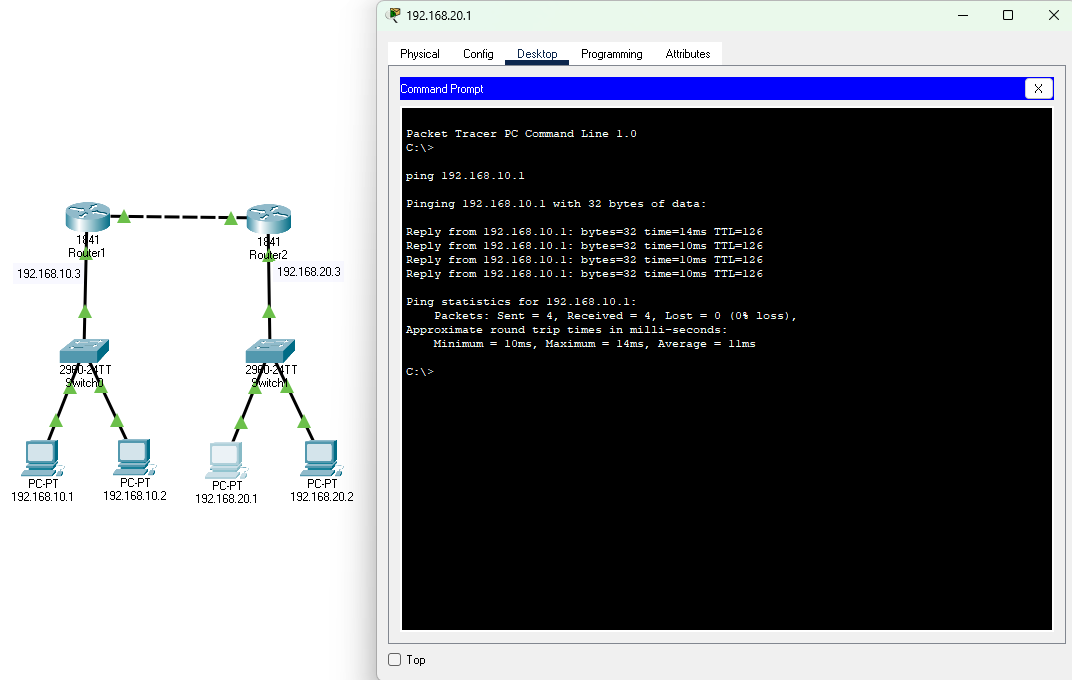 192.168.20.1
Physical Config Desktop Programming Attributes
Command Prompt X
Packet Tracer PC Command Line 1.0
C:\>
ping 192.168.10.1
Pinging 192.168.10.1 with 32 bytes of data:
Reply from 192.168.10.1: bytes=32 time=14ms TTL=126
Reply from 192.168.10.1: bytes=32 time=10ms TTL=126
Reply from 192.168.10.1: bytes=32 time=10ms TTL=126
Reply from 192.168.10.1: bytes=32 time=10ms TTL=126
Ping statistics for 192.168.10.1:
Packets: Sent = 4, Received = 4, Lost = 0 (0% loss),
Approximate round trip times in milli-seconds:
Minimum = 10ms, Maximum = 14ms, Average = 11ms
C:\>
Top
1841
Router1
192.168.10.3
1841
Router2
192.168.20.3
2960-24TT
Switch0
2960-24TT
Switch1
PC-PT
192.168.10.1
PC-PT
192.168.10.2
PC-PT
192.168.20.1
PC-PT
192.168.20.2